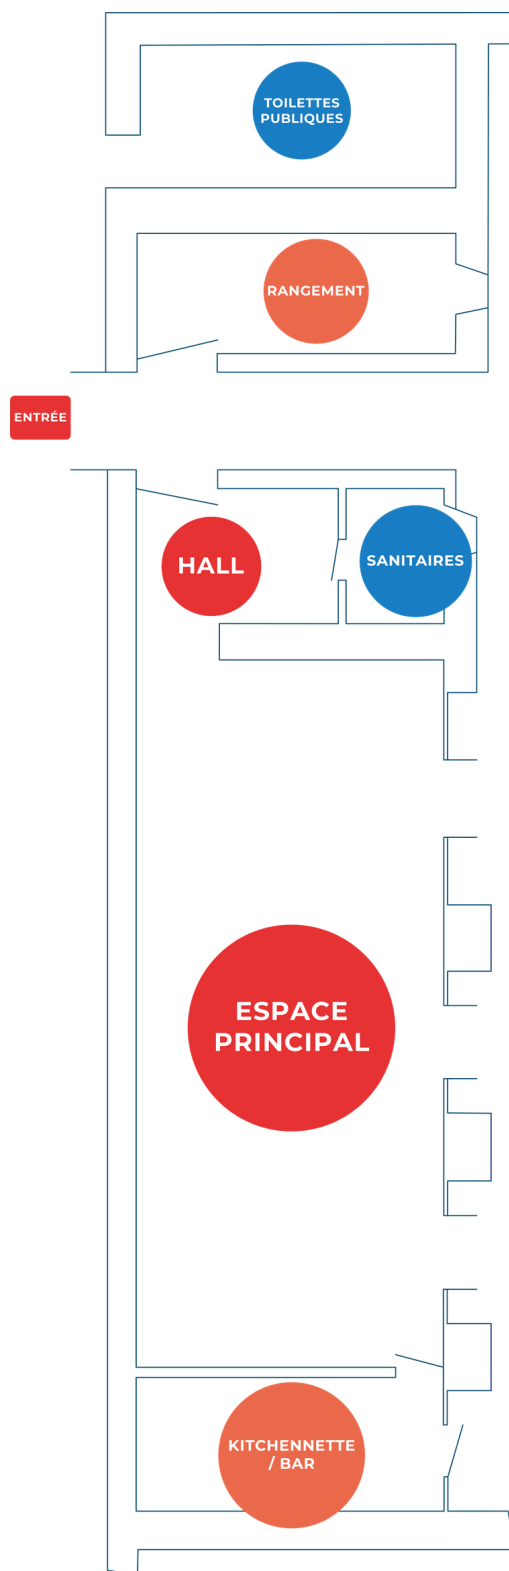 TOILETTES
PUBLIQUES
RANGEMENT
ENTRÉE
HALL
SANITAIRES
ESPACE
PRINCIPAL
KITCHENNETTE
/ BAR